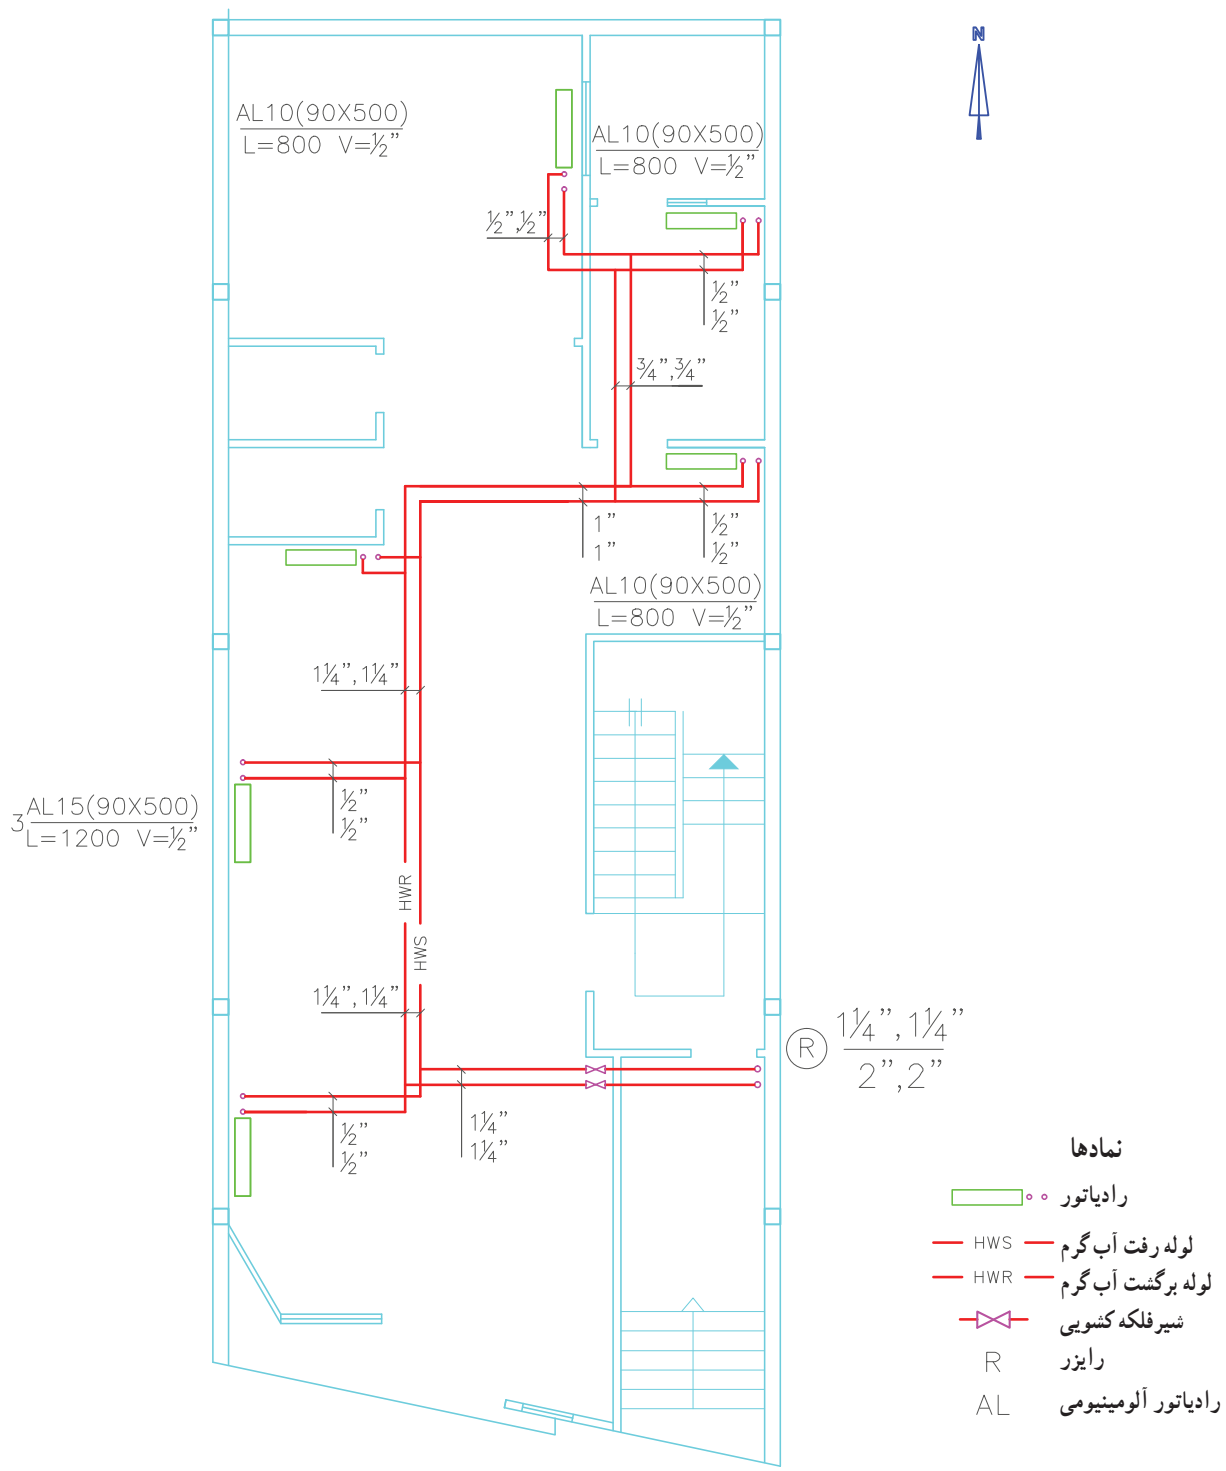 N
AL10(90X500)
L=800 V=½”
AL10(90X500)
L=800 V=½”
½”,½”
½”
½”
¾”,¾”
1”
1”
½”
½”
AL10(90X500)
L=800 V=½”
1¼”,1¼”
3 AL15(90X500)
L=1200 V=½”
½”
½”
HWR
HWS
1¼”,1¼”
R
1¼”,1¼”
2”,2”
1¼”
1¼”
½”
½”
نمادها
رادیاتور
HWS لوله رفت آب گرم
HWR لوله برگشت آب گرم
شیرفلکه کشویی
R رایزر
AL رادیاتور آلومینیومی